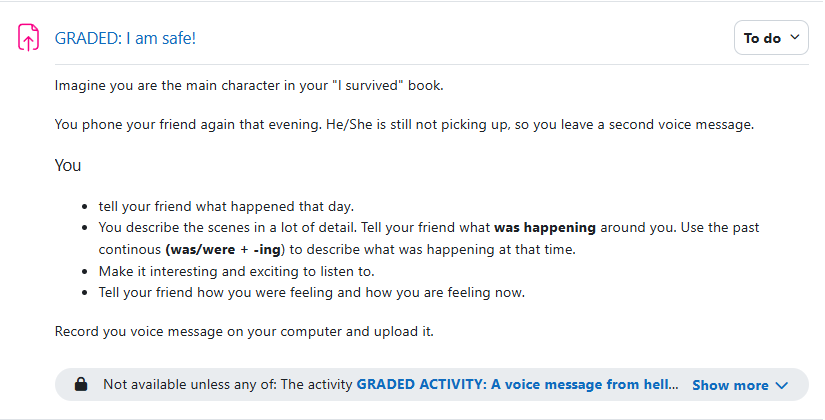 GRADED: I am safe!
To do
Imagine you are the main character in your "I survived" book.
You phone your friend again that evening. He/She is still not picking up, so you leave a second voice message.
You
tell your friend what happened that day.
You describe the scenes in a lot of detail. Tell your friend what was happening around you. Use the past
continous (was/were + -ing) to describe what was happening at that time.
Make it interesting and exciting to listen to.
Tell your friend how you were feeling and how you are feeling now.
Record you voice message on your computer and upload it.
Not available unless any of: The activity GRADED ACTIVITY: A voice message from hell... Show more